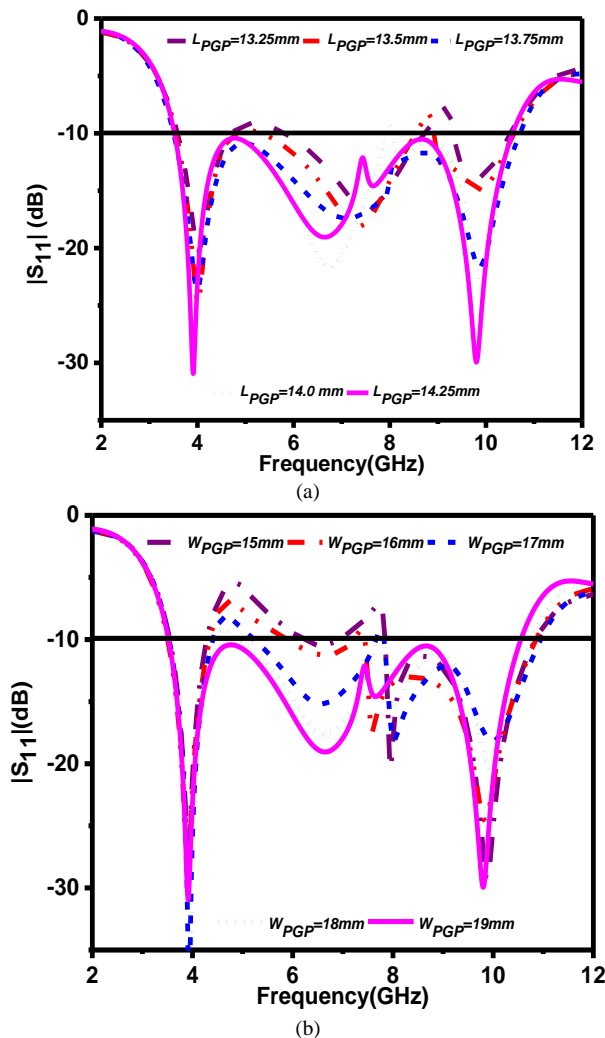 0
L_PGP=13.25mm L_PGP=13.5mm L_PGP=13.75mm
-10
|S_11| (dB)
-20
-30
L_PGP=14.0 mm L_PGP=14.25mm
2 4 6 8 10 12
Frequency(GHz)
(a)
0
W_PGP=15mm W_PGP=16mm W_PGP=17mm
-10
|S_11|(dB)
-20
-30
W_PGP=18mm W_PGP=19mm
2 4 6 8 10 12
Frequency(GHz)
(b)